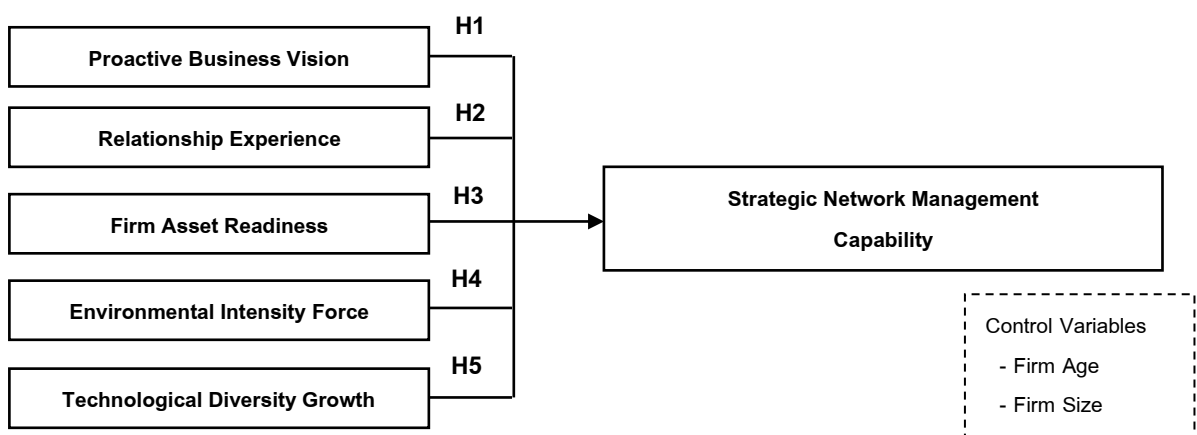 H1
Proactive Business Vision
H2
Relationship Experience
H3
Firm Asset Readiness
Strategic Network Management
Capability
H4
Environmental Intensity Force
H5
Technological Diversity Growth
Control Variables
- Firm Age
- Firm Size